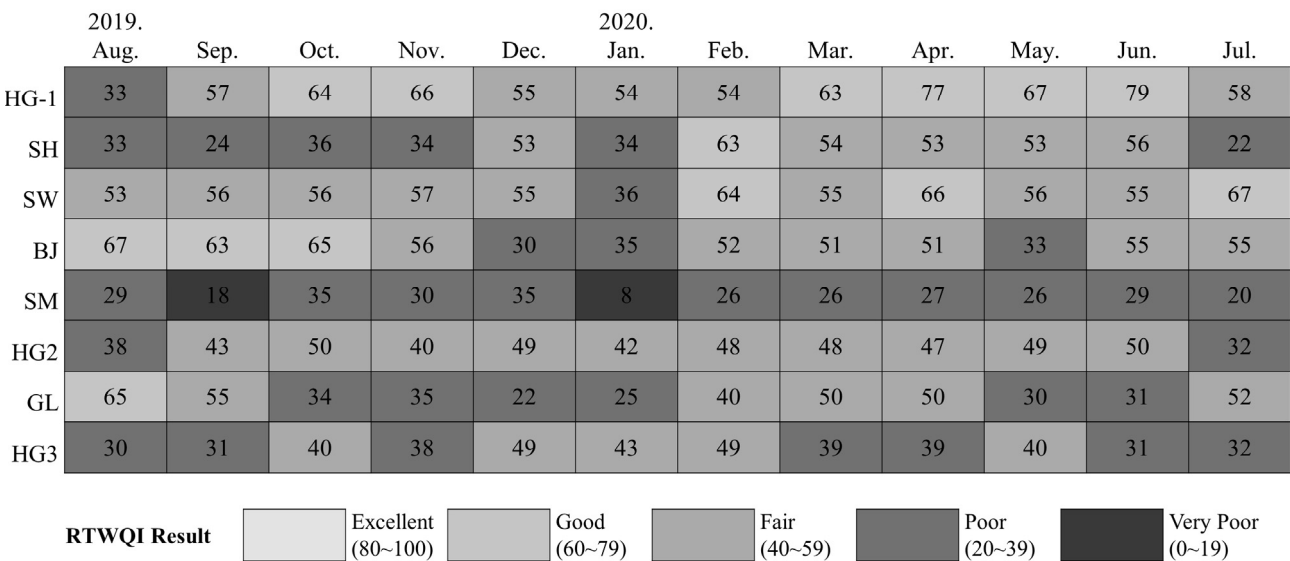 2019. 2020.
Aug. Sep. Oct. Nov. Dec. Jan. Feb. Mar. Apr. May. Jun. Jul.
HG-1 33 57 64 66 55 54 54 63 77 67 79 58
SH 33 24 36 34 53 34 63 54 53 53 56 22
SW 53 56 56 57 55 36 64 55 66 56 55 67
BJ 67 63 65 56 30 35 52 51 51 33 55 55
SM 29 18 35 30 35 8 26 26 27 26 29 20
HG2 38 43 50 40 49 42 48 48 47 49 50 32
GL 65 55 34 35 22 25 40 50 50 30 31 52
HG3 30 31 40 38 49 43 49 39 39 40 31 32
RTWQI Result Excellent Good Fair Poor Very Poor
(80~100) (60~79) (40~59) (20~39) (0~19)